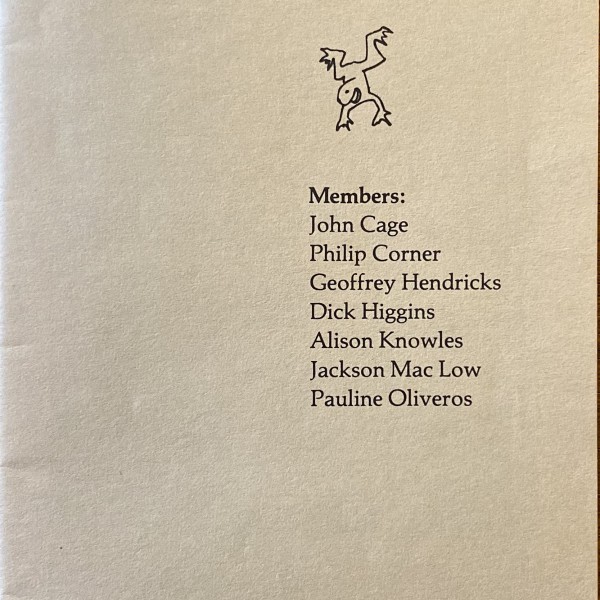 Members:
John Cage
Philip Corner
Geoffrey Hendricks
Dick Higgins
Alison Knowles
Jackson Mac Low
Pauline Oliveros